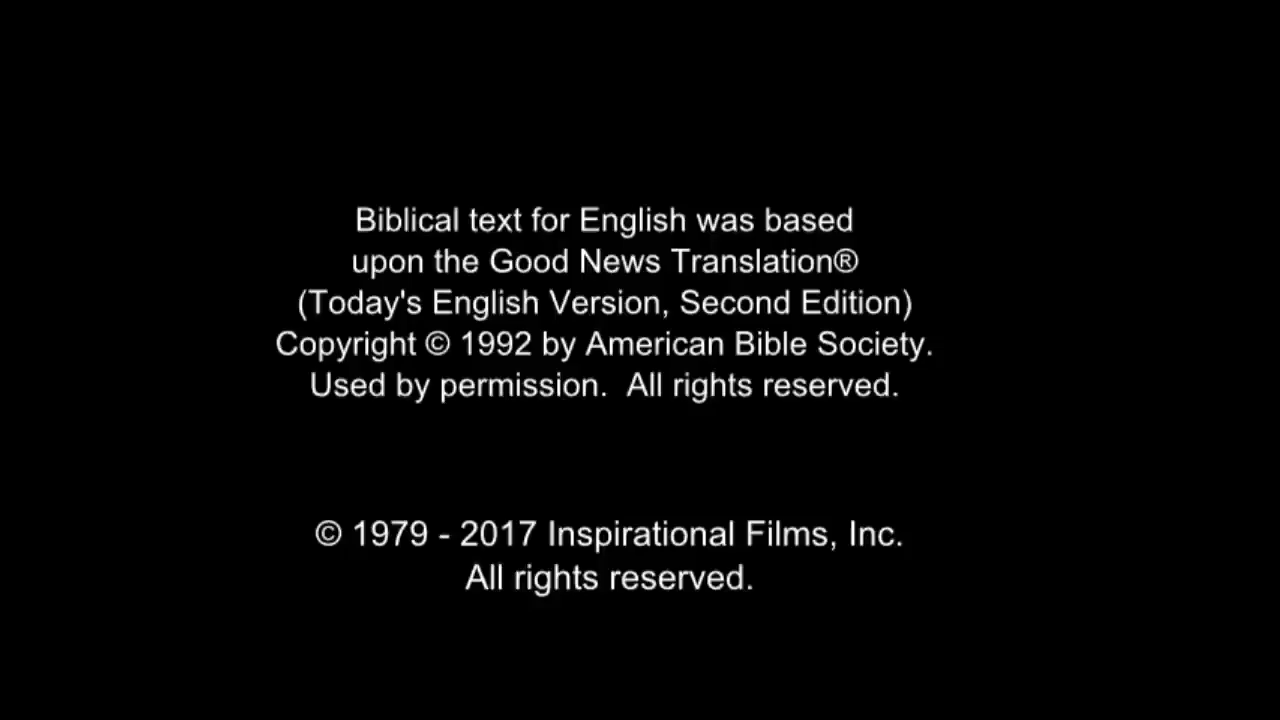 Biblical text for English was based
upon the Good News Translation®
(Today's English Version, Second Edition)
Copyright © 1992 by American Bible Society.
Used by permission.  All rights reserved.
© 1979 - 2017 Inspirational Films, Inc.
All rights reserved.